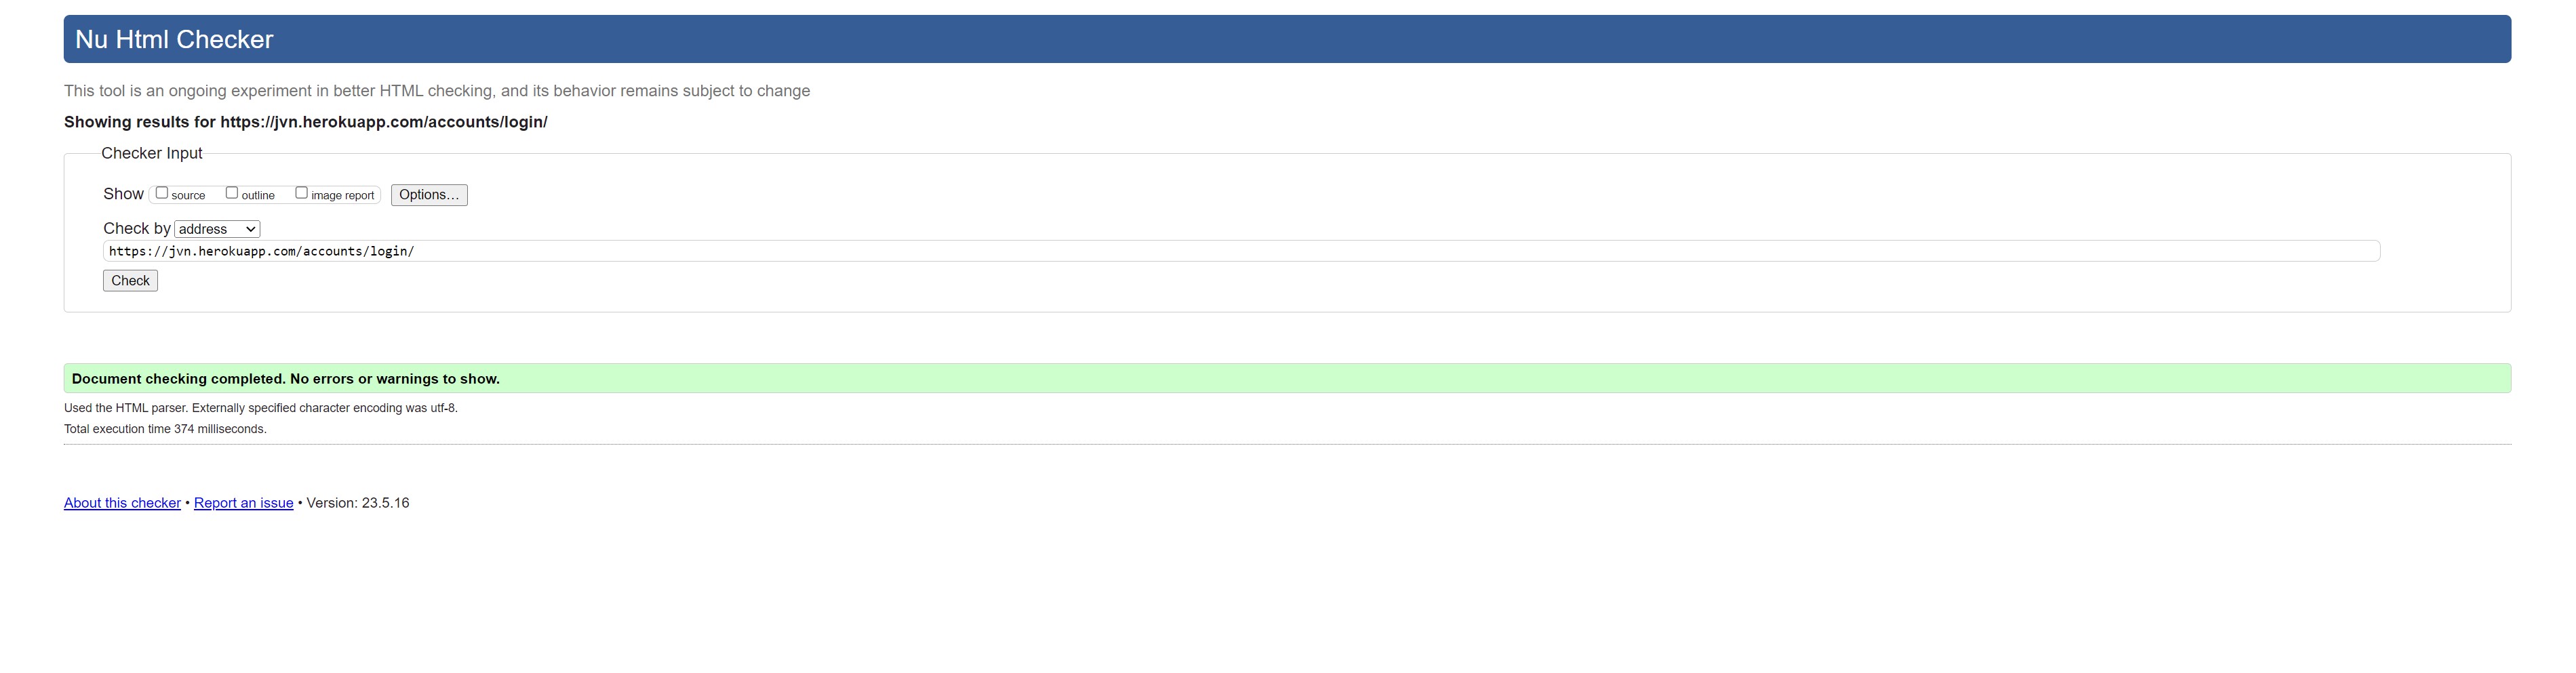 Nu Html Checker
This tool is an ongoing experiment in better HTML checking, and its behavior remains subject to change
Showing results for https://jvn.herokuapp.com/accounts/login/
Checker Input
Show source outline image report Options...
Check by address
https://jvn.herokuapp.com/accounts/login/
Check
Document checking completed. No errors or warnings to show.
Used the HTML parser. Externally specified character encoding was utf-8.
Total execution time 374 milliseconds.
About this checker • Report an issue • Version: 23.5.16